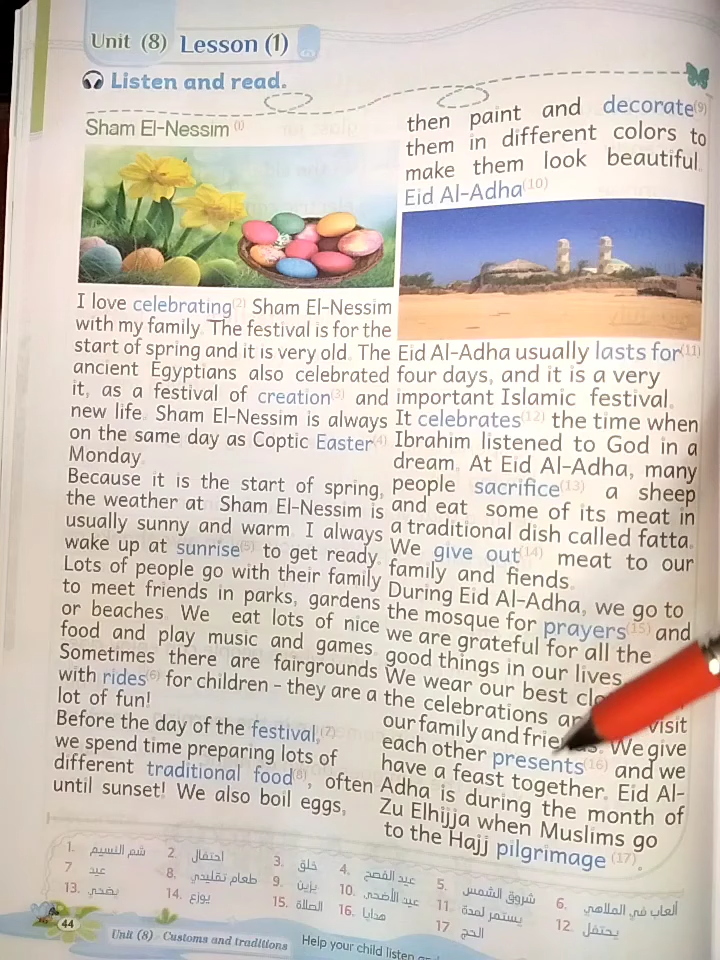 Unit (8) Lesson (1)
Listen and read.
Sham El-Nessim (1)
I love celebrating(2) Sham El-Nessim
with my family. The festival is for the
start of spring and it is very old. The
ancient Egyptians also celebrated
it, as a festival of creation(3) and
new life. Sham El-Nessim is always
on the same day as Coptic Easter(4)
Monday.
Because it is the start of spring,
the weather at Sham El-Nessim is
usually sunny and warm. I always
wake up at sunrise(5) to get ready.
Lots of people go with their family
to meet friends in parks, gardens
or beaches. We eat lots of nice
food and play music and games.
Sometimes there are fairgrounds
with rides(6) for children - they are a
lot of fun!
Before the day of the festival,(7)
we spend time preparing lots of
different traditional food(8), often
until sunset! We also boil eggs,
then paint and decorate(9)
them in different colors to
make them look beautiful.
Eid Al-Adha(10)
Eid Al-Adha usually lasts for(11)
four days, and it is a very
important Islamic festival.
It celebrates(12) the time when
Ibrahim listened to God in a
dream. At Eid Al-Adha, many
people sacrifice(13) a sheep
and eat some of its meat in
a traditional dish called fatta.
We give out(14) meat to our
family and fiends.
During Eid Al-Adha, we go to
the mosque for prayers(15) and
we are grateful for all the
good things in our lives.
We wear our best
the celebrations visit
our family and We give
each other presents(16) and we
have a feast together. Eid Al-
Adha is during the month of
Zu Elhijja when Muslims go
to the Hajj pilgrimage (17).
1. شم النسيم 2. احتفال 3. خلق 4. عيد الفصح 5. شروق الشمس 6. ألعاب في الملاهي
7 عيد 8. طعام تقليدي 9. يزين 10. عيد الأضحى 11. يستمر لمدة 12. يحتفل
13. يضحي 14. يوزع 15. الصلاة 16. هدايا 17 الحج
44 Unit (8) - Customs and traditions Help your child listen